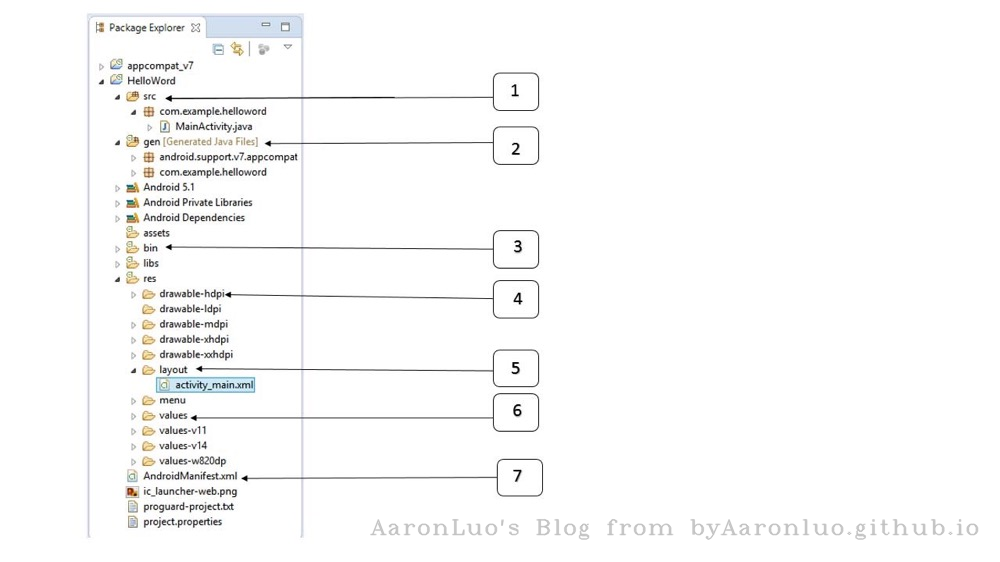 Package Explorer
appcompat_v7
HelloWord
src
1
com.example.helloword
MainActivity.java
gen [Generated Java Files]
2
android.support.v7.appcompat
com.example.helloword
Android 5.1
Android Private Libraries
Android Dependencies
assets
bin
3
libs
res
drawable-hdpi
4
drawable-ldpi
drawable-mdpi
drawable-xhdpi
drawable-xxhdpi
layout
5
activity_main.xml
menu
values
6
values-v11
values-v14
values-w820dp
AndroidManifest.xml
7
ic_launcher-web.png
proguard-project.txt
project.properties
AaronLuo's Blog from byAaronluo.github.io